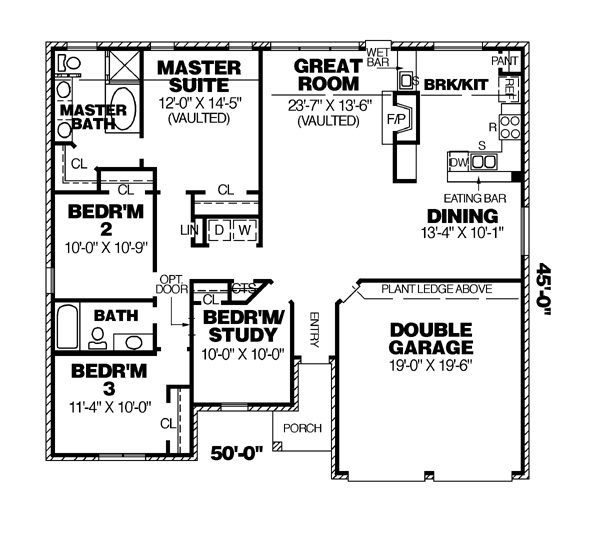 MASTER
SUITE
12'-0" X 14'-5"
(VAULTED)
GREAT
ROOM
23'-7" X 13'-6"
(VAULTED)
WET
BAR
S
BRK/KIT
PANT
REF
MASTER
BATH
F/P
R
S
DW
CL
CL
CL
EATING BAR
BEDR'M
2
10'-0" X 10'-9"
LIN
D
W
DINING
13'-4" X 10'-1"
OPT
DOOR
CL
CTS
PLANT LEDGE ABOVE
45'-0"
BATH
BEDR'M/
STUDY
10'-0" X 10'-0"
ENTRY
DOUBLE
GARAGE
19'-0" X 19'-6"
BEDR'M
3
11'-4" X 10'-0"
CL
PORCH
50'-0"